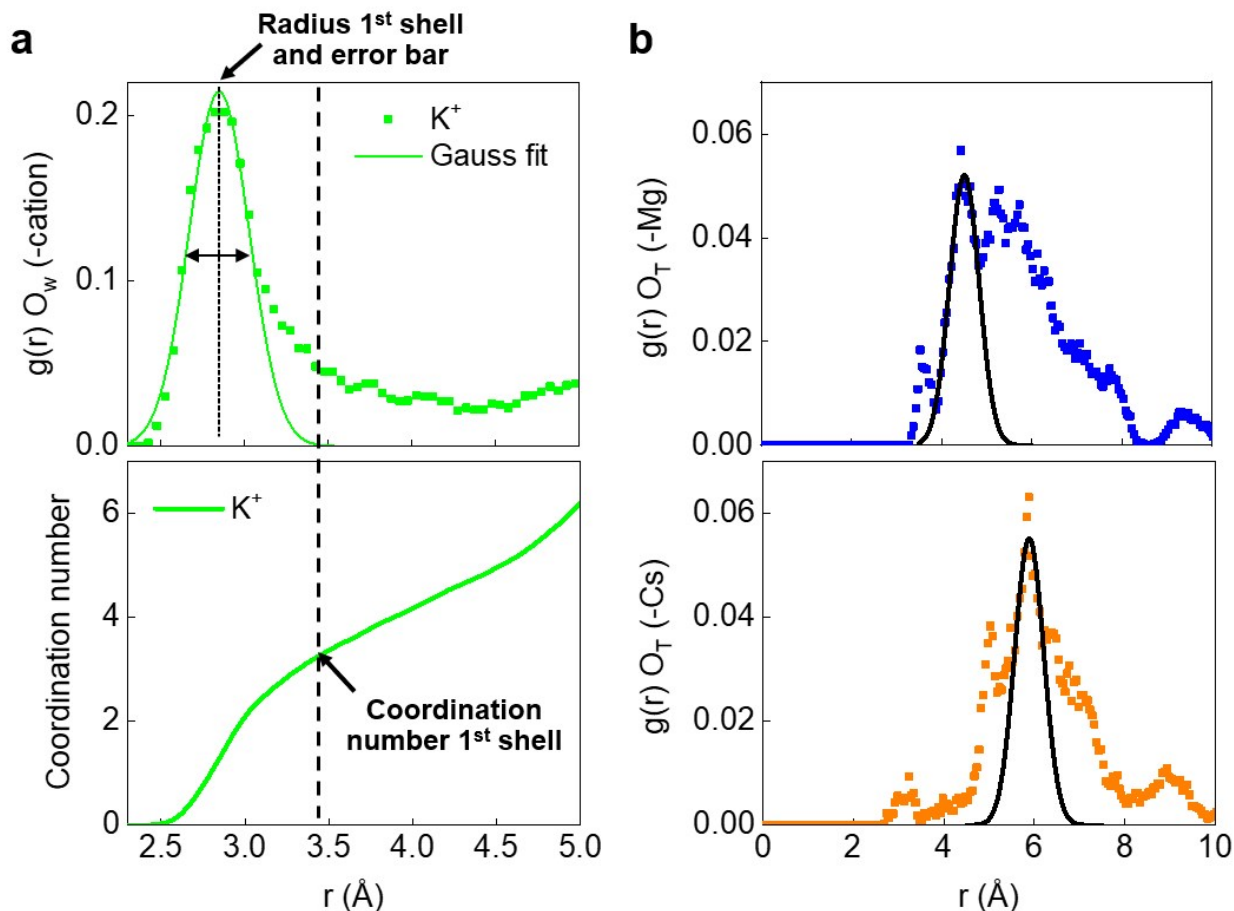 a
Radius 1st shell
and error bar
g(r) Ow (-cation)
0.2
0.1
0.0
K+
Gauss fit
Coordination number
6
4
2
0
K+
Coordination
number 1st shell
2.5 3.0 3.5 4.0 4.5 5.0
r (Å)
b
g(r) OT (-Mg)
0.06
0.04
0.02
0.00
g(r) OT (-Cs)
0.06
0.04
0.02
0.00
0 2 4 6 8 10
r (Å)